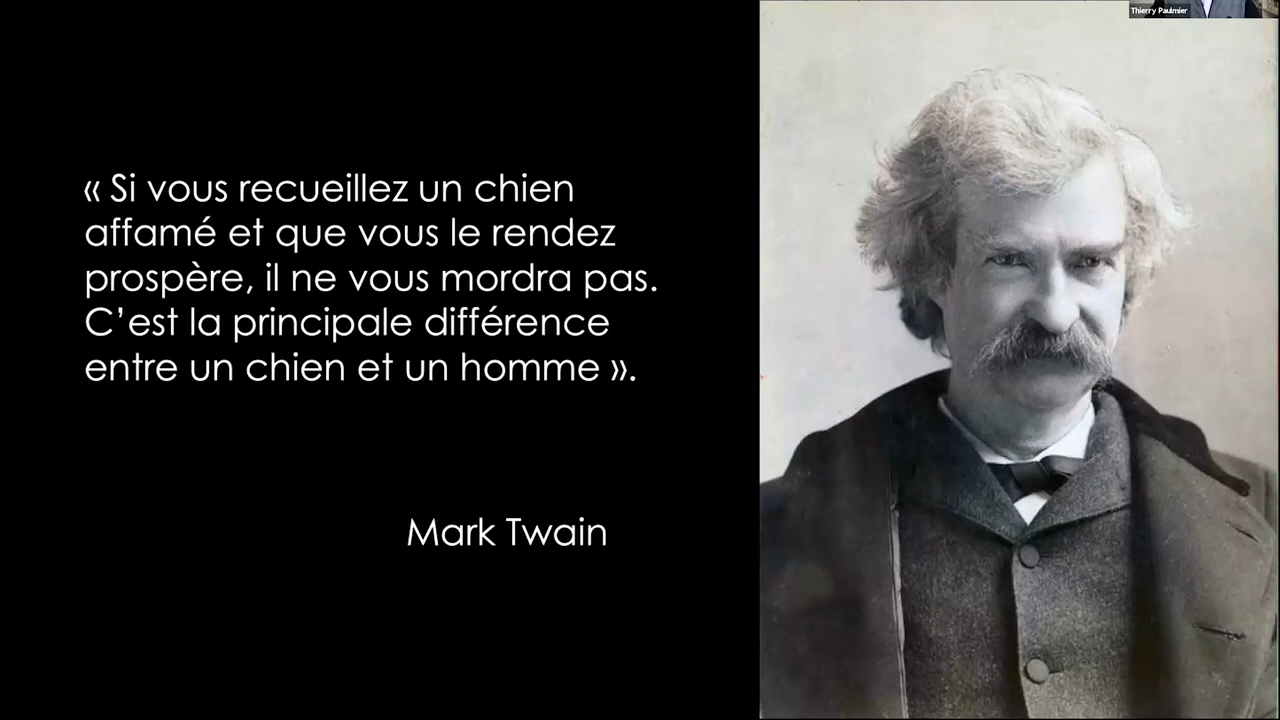 Thierry Paulmier
« Si vous recueillez un chien
affamé et que vous le rendez
prospère, il ne vous mordra pas.
C’est la principale différence
entre un chien et un homme ».
Mark Twain